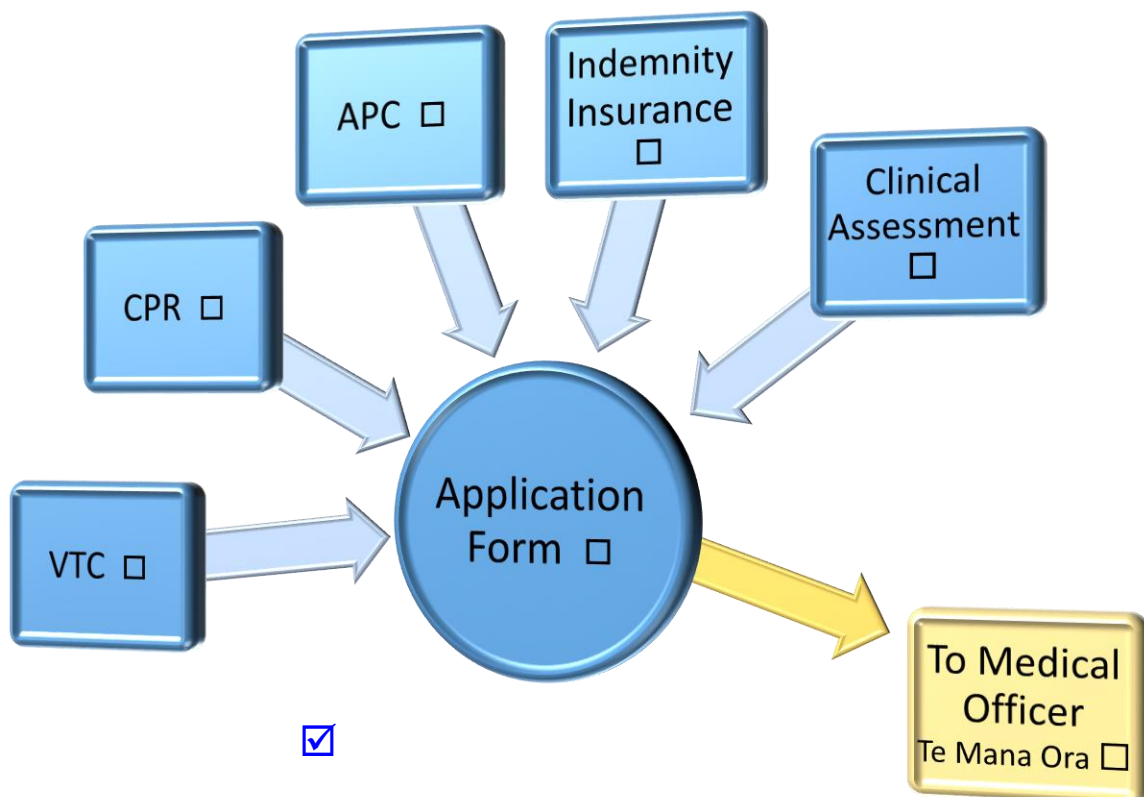 Indemnity
Insurance
☐
APC ☐
Clinical
Assessment
☐
CPR ☐
Application
Form ☐
VTC ☐
To Medical
Officer
Te Mana Ora ☐
☑